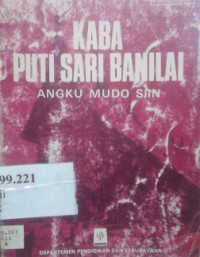 KABA
PUTI SARI BANILAI
ANGKU MUDO SIIN
99.221
DEPARTEMEN PENDIDIKAN DAN KEBUDAYAAN